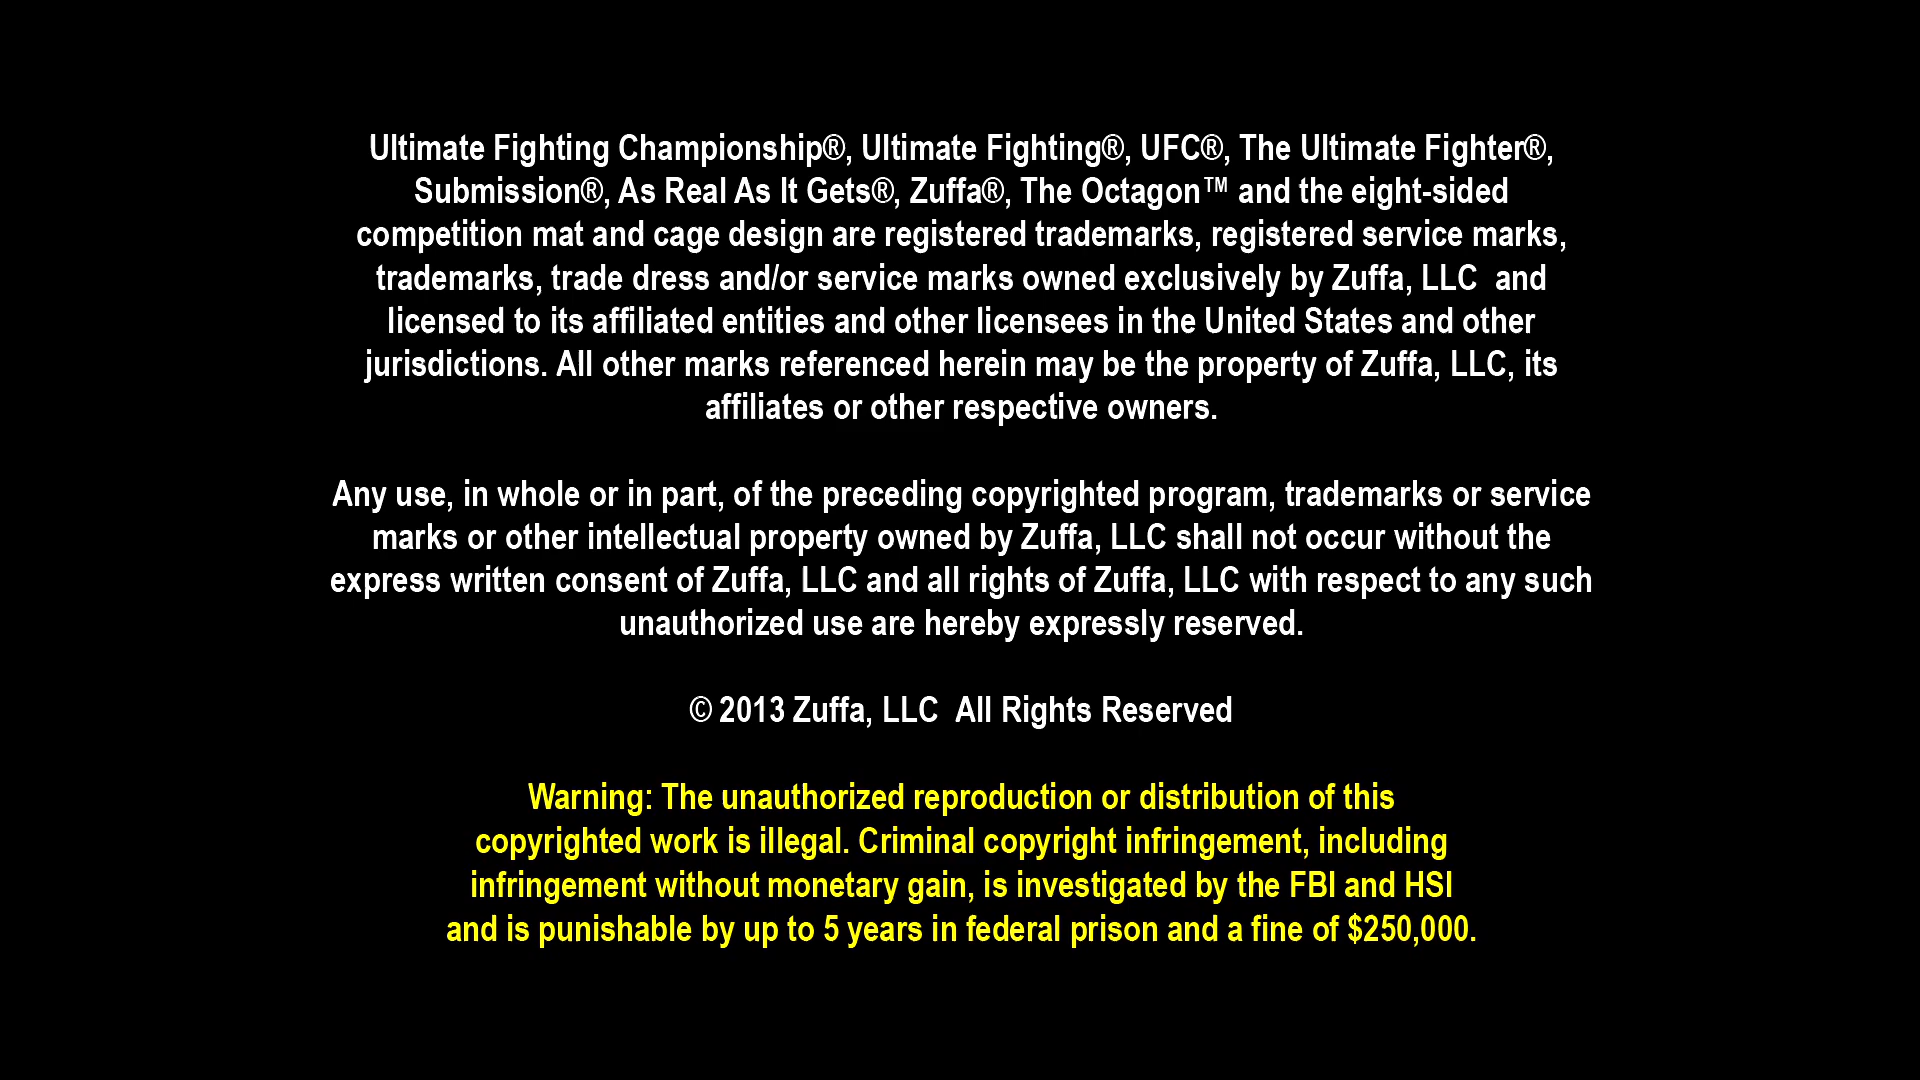 Ultimate Fighting Championship®, Ultimate Fighting®, UFC®, The Ultimate Fighter®,
Submission®, As Real As It Gets®, Zuffa®, The Octagon™ and the eight-sided
competition mat and cage design are registered trademarks, registered service marks,
trademarks, trade dress and/or service marks owned exclusively by Zuffa, LLC  and
licensed to its affiliated entities and other licensees in the United States and other
jurisdictions. All other marks referenced herein may be the property of Zuffa, LLC, its
affiliates or other respective owners.
Any use, in whole or in part, of the preceding copyrighted program, trademarks or service
marks or other intellectual property owned by Zuffa, LLC shall not occur without the
express written consent of Zuffa, LLC and all rights of Zuffa, LLC with respect to any such
unauthorized use are hereby expressly reserved.
© 2013 Zuffa, LLC  All Rights Reserved
Warning: The unauthorized reproduction or distribution of this
copyrighted work is illegal. Criminal copyright infringement, including
infringement without monetary gain, is investigated by the FBI and HSI
and is punishable by up to 5 years in federal prison and a fine of $250,000.